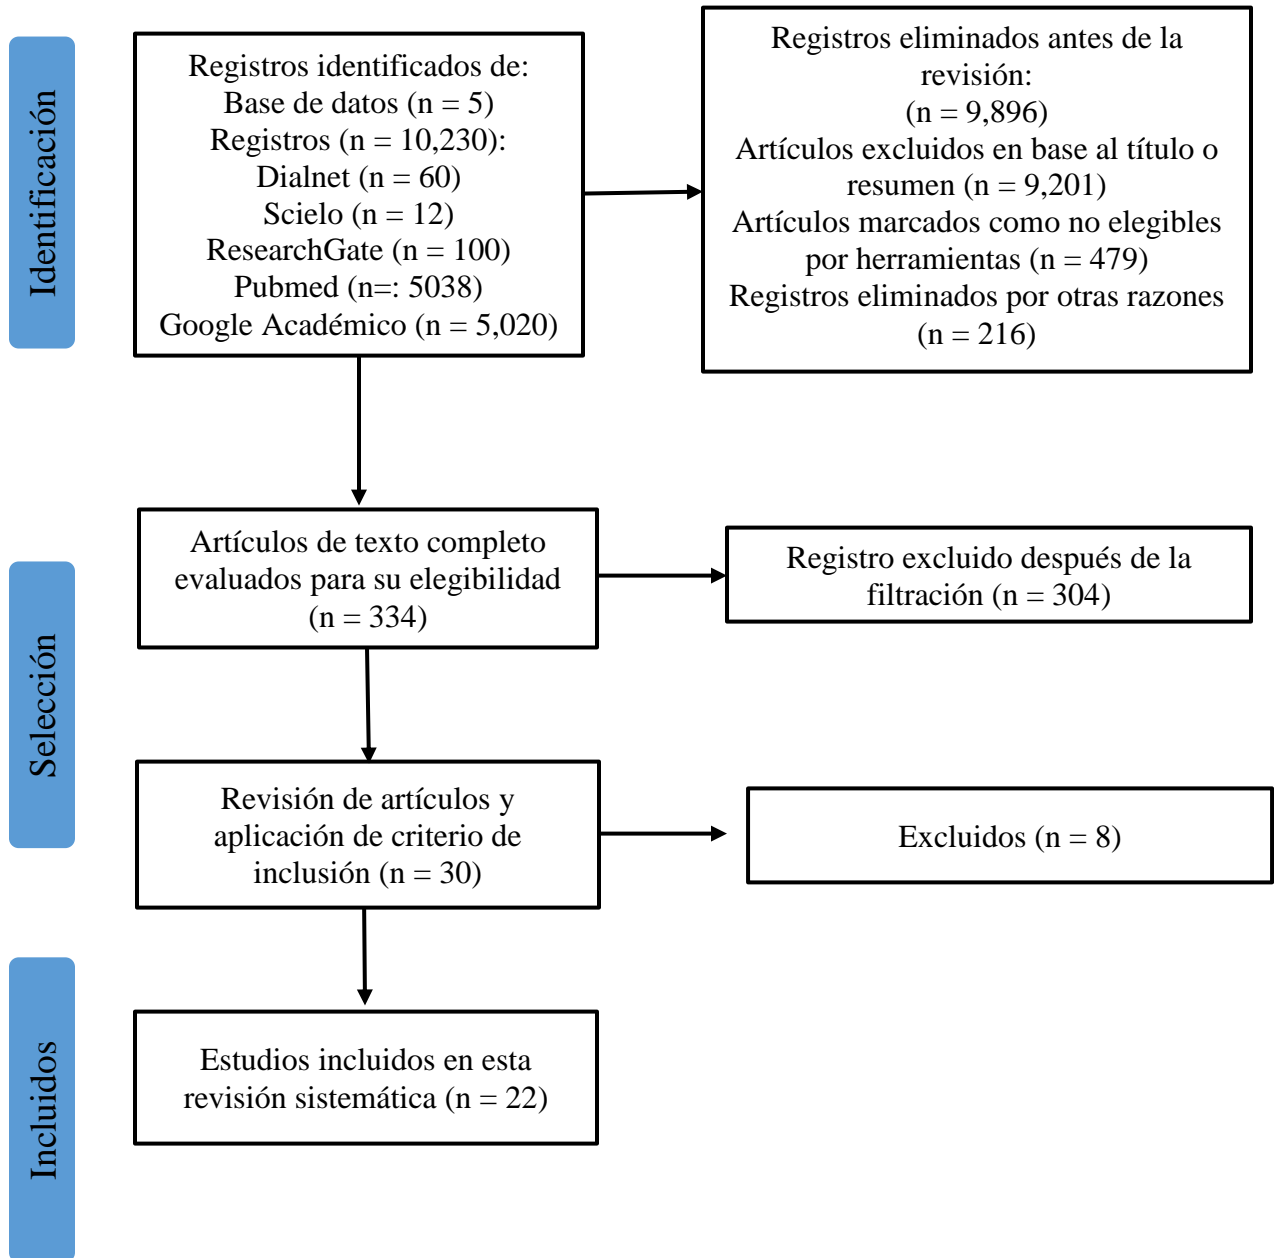 Identificación
Registros identificados de:
Base de datos (n = 5)
Registros (n = 10,230):
Dialnet (n = 60)
Scielo (n = 12)
ResearchGate (n = 100)
Pubmed (n=: 5038)
Google Académico (n = 5,020)
Registros eliminados antes de la
revisión:
(n = 9,896)
Artículos excluidos en base al título o
resumen (n = 9,201)
Artículos marcados como no elegibles
por herramientas (n = 479)
Registros eliminados por otras razones
(n = 216)
Selección
Artículos de texto completo
evaluados para su elegibilidad
(n = 334)
Registro excluido después de la
filtración (n = 304)
Revisión de artículos y
aplicación de criterio de
inclusión (n = 30)
Excluidos (n = 8)
Incluidos
Estudios incluidos en esta
revisión sistemática (n = 22)